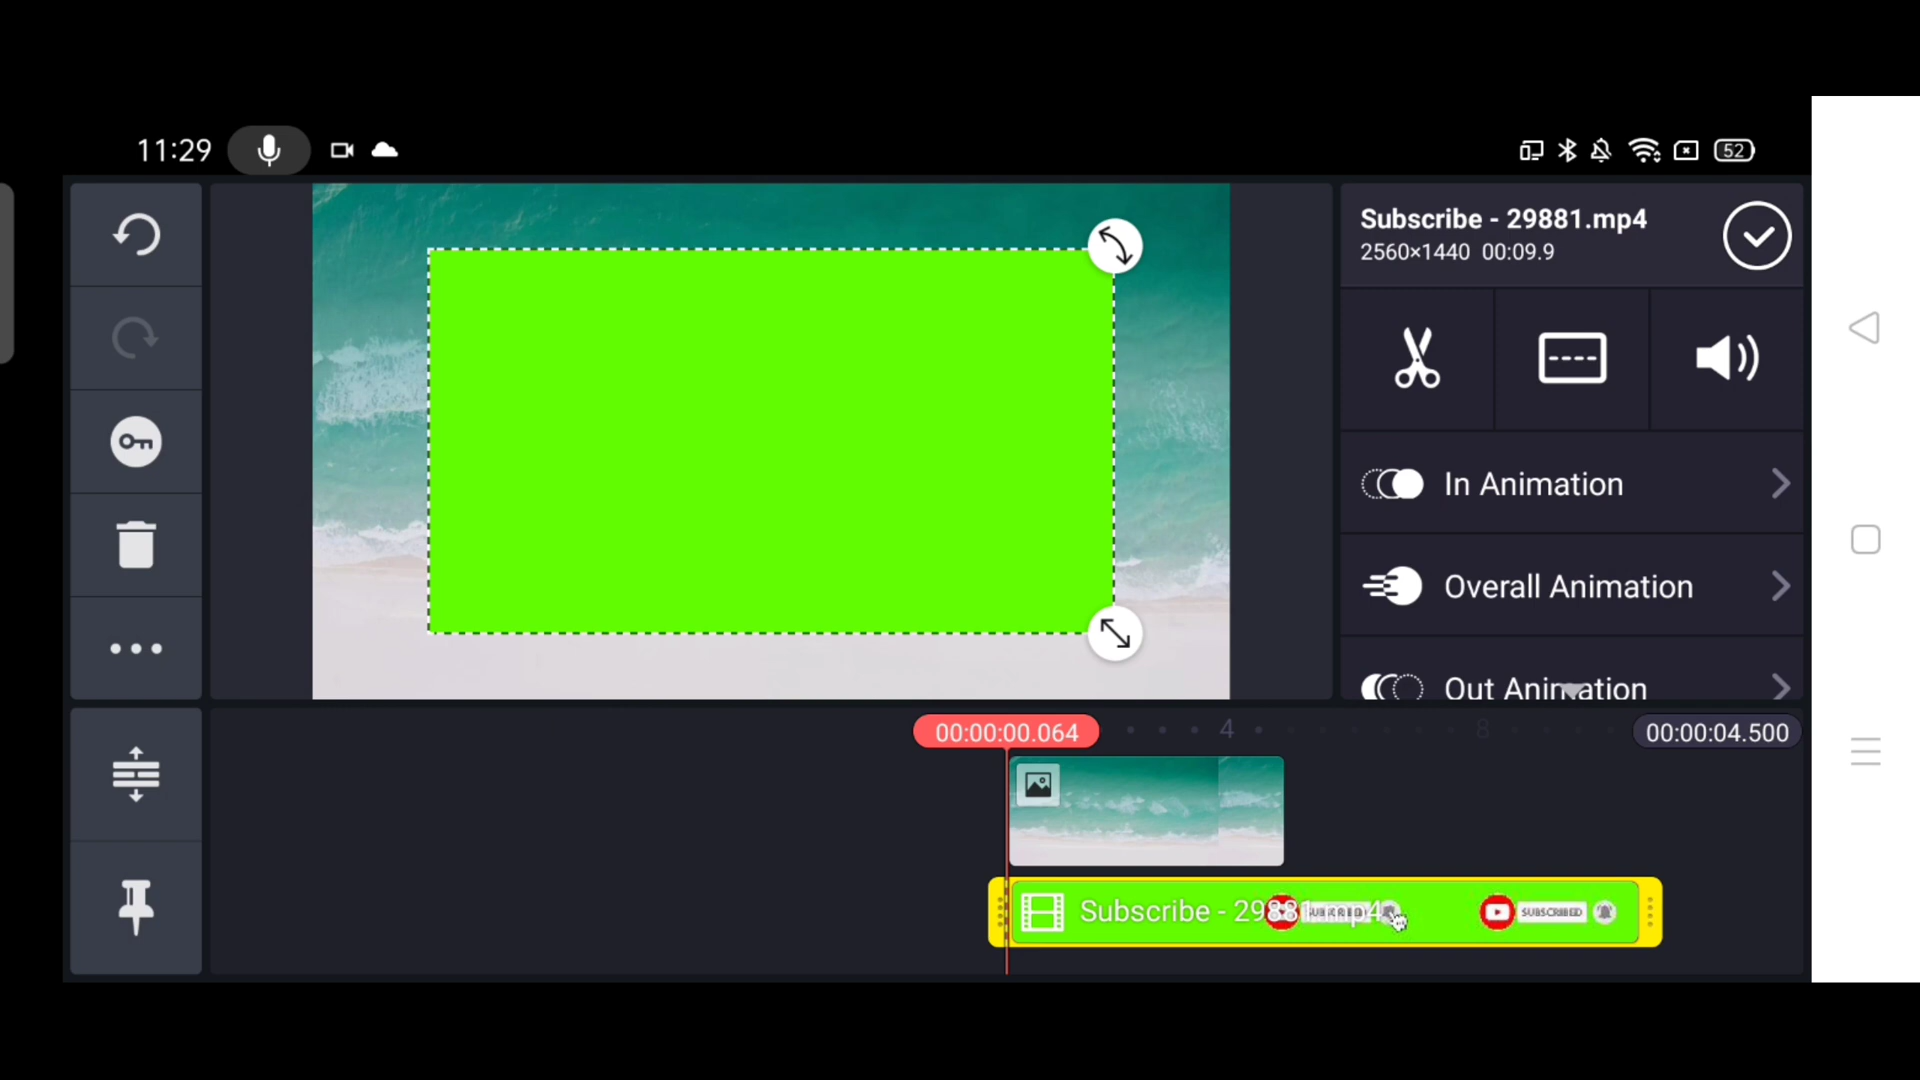 11:29
52
Subscribe - 29881.mp4
2560×1440 00:09.9
In Animation
Overall Animation
Out Animation
00:00:00.064
4
8
00:00:04.500
Subscribe - 29881.mp4
SUBSCRIBED